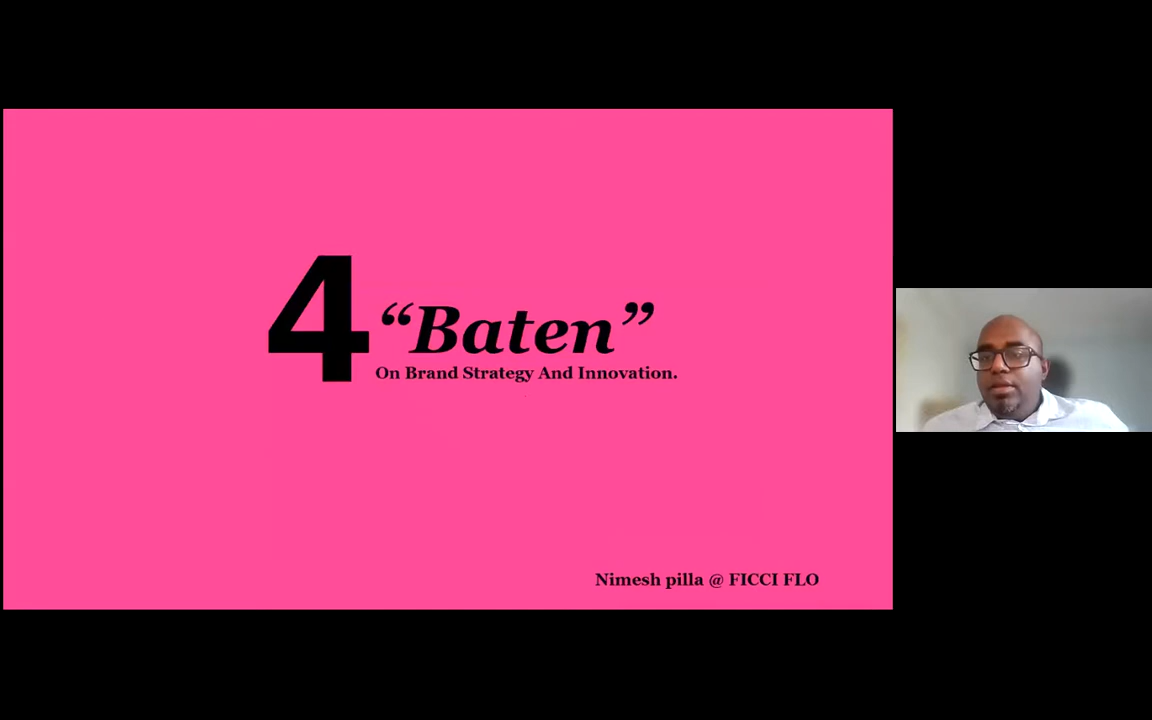 4 “Baten”
On Brand Strategy And Innovation.
Nimesh pilla @ FICCI FLO